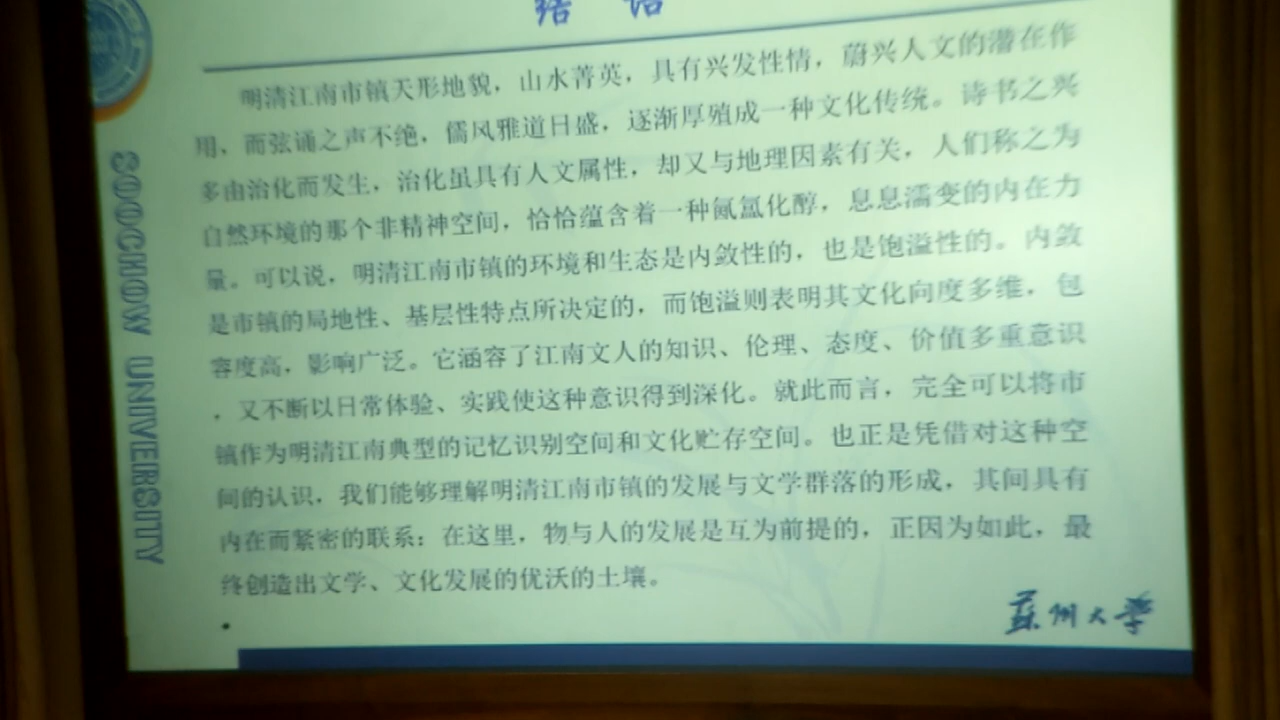 结 语
明清江南市镇天形地貌，山水菁英，具有兴发性情，蔚兴人文的潜在作
用，而弦诵之声不绝，儒风雅道日盛，逐渐厚殖成一种文化传统。诗书之兴
多由治化而发生，治化虽具有人文属性，却又与地理因素有关，人们称之为
自然环境的那个非精神空间，恰恰蕴含着一种氤氲化醇，息息濡变的内在力
量。可以说，明清江南市镇的环境和生态是内敛性的，也是饱溢性的。内敛
是市镇的局地性、基层性特点所决定的，而饱溢则表明其文化向度多维，包
容度高，影响广泛。它涵容了江南文人的知识、伦理、态度、价值多重意识
，又不断以日常体验、实践使这种意识得到深化。就此而言，完全可以将市
镇作为明清江南典型的记忆识别空间和文化贮存空间。也正是凭借对这种空
间的认识，我们能够理解明清江南市镇的发展与文学群落的形成，其间具有
内在而紧密的联系：在这里，物与人的发展是互为前提的，正因为如此，最
终创造出文学、文化发展的优沃的土壤。
SOOCHOW UNIVERSITY
蘇州大學